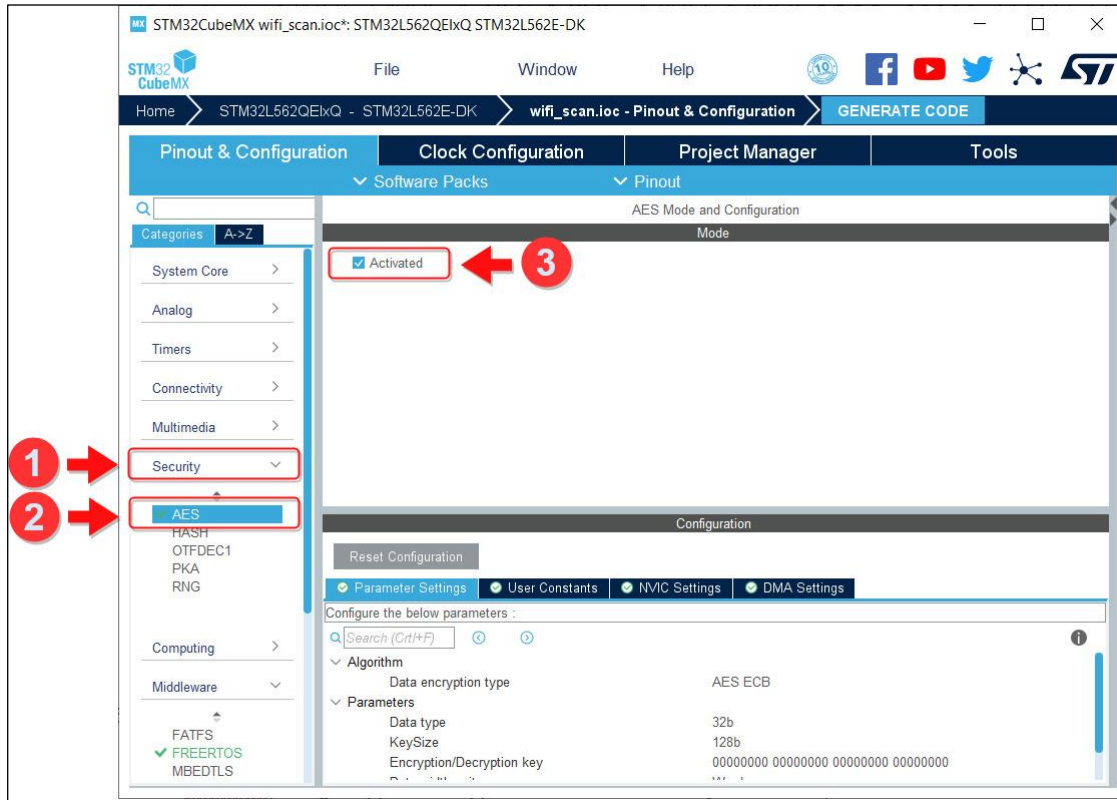 MX STM32CubeMX wifi_scan.ioc*: STM32L562QEIxQ STM32L562E-DK
STM32 CubeMX
File Window Help
10
Home STM32L562QEIxQ - STM32L562E-DK wifi_scan.ioc - Pinout & Configuration GENERATE CODE
Pinout & Configuration Clock Configuration Project Manager Tools
Software Packs Pinout
AES Mode and Configuration
Categories A->Z
Mode
Activated
3
System Core
Analog
Timers
Connectivity
Multimedia
1
Security
2
AES
HASH
OTFDEC1
PKA
RNG
Computing
Middleware
FATFS
FREERTOS
MBEDTLS
Configuration
Reset Configuration
Parameter Settings User Constants NVIC Settings DMA Settings
Configure the below parameters :
Search (Crtl+F)
Algorithm
Data encryption type AES ECB
Parameters
Data type 32b
KeySize 128b
Encryption/Decryption key 00000000 00000000 00000000 00000000